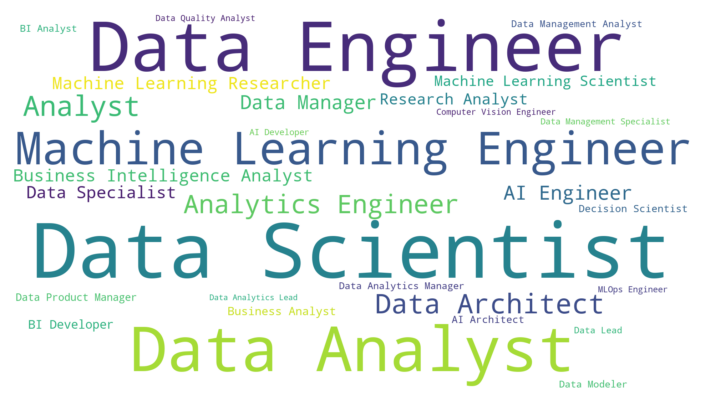 Data Quality Analyst
BI Analyst
Data Engineer
Data Management Analyst
Machine Learning Researcher
Machine Learning Scientist
Analyst
Data Manager
Research Analyst
Computer Vision Engineer
Data Management Specialist
AI Developer
Machine Learning Engineer
Business Intelligence Analyst
Data Specialist
AI Engineer
Analytics Engineer
Decision Scientist
Data Scientist
Data Analytics Manager
MLOps Engineer
Data Product Manager
Data Analytics Lead
Data Architect
Business Analyst
AI Architect
BI Developer
Data Lead
Data Analyst
Data Modeler